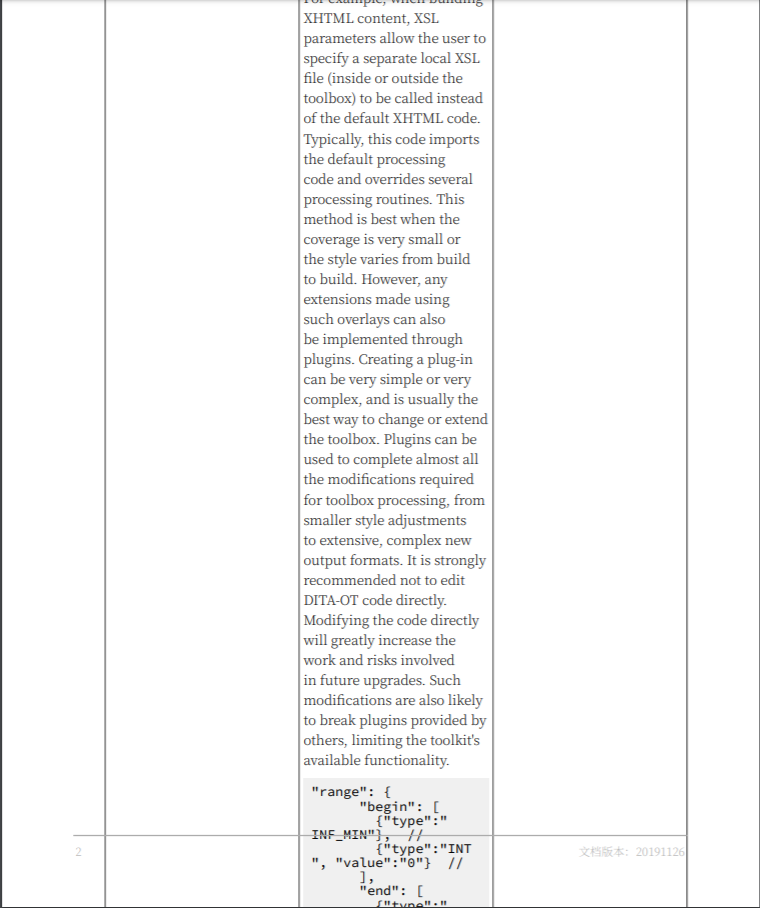 For example, when building
XHTML content, XSL
parameters allow the user to
specify a separate local XSL
file (inside or outside the
toolbox) to be called instead
of the default XHTML code.
Typically, this code imports
the default processing
code and overrides several
processing routines. This
method is best when the
coverage is very small or
the style varies from build
to build. However, any
extensions made using
such overlays can also
be implemented through
plugins. Creating a plug-in
can be very simple or very
complex, and is usually the
best way to change or extend
the toolbox. Plugins can be
used to complete almost all
the modifications required
for toolbox processing, from
smaller style adjustments
to extensive, complex new
output formats. It is strongly
recommended not to edit
DITA-OT code directly.
Modifying the code directly
will greatly increase the
work and risks involved
in future upgrades. Such
modifications are also likely
to break plugins provided by
others, limiting the toolkit's
available functionality.
"range": {
"begin": [
{"type":"
INF_MIN"},  //
{"type":"INT
", "value":"0"}  //
],
"end": [
{"type":"
2
文档版本：20191126